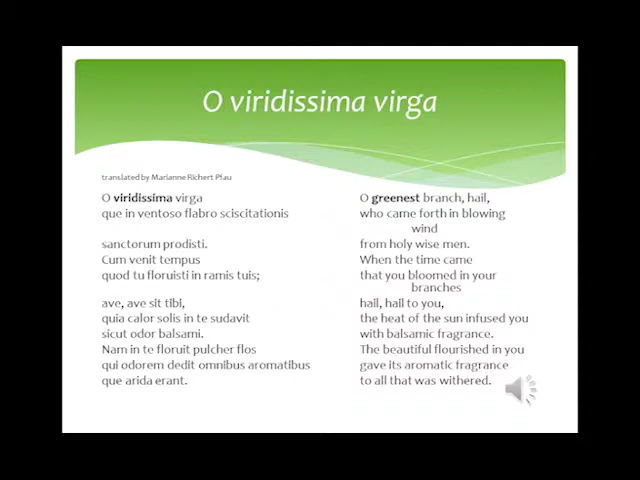 O viridissima virga
translated by Marianne Richert Pfau
O viridissima virga
que in ventoso flabro sciscitationis
sanctorum prodisti.
Cum venit tempus
quod tu floruisti in ramis tuis;
ave, ave sit tibi,
quia calor solis in te sudavit
sicut odor balsami.
Nam in te floruit pulcher flos
qui odorem dedit omnibus aromatibus
que arida erant.
O greenest branch, hail,
who came forth in blowing
wind
from holy wise men.
When the time came
that you bloomed in your
branches
hail, hail to you,
the heat of the sun infused you
with balsamic fragrance.
The beautiful flourished in you
gave its aromatic fragrance
to all that was withered.